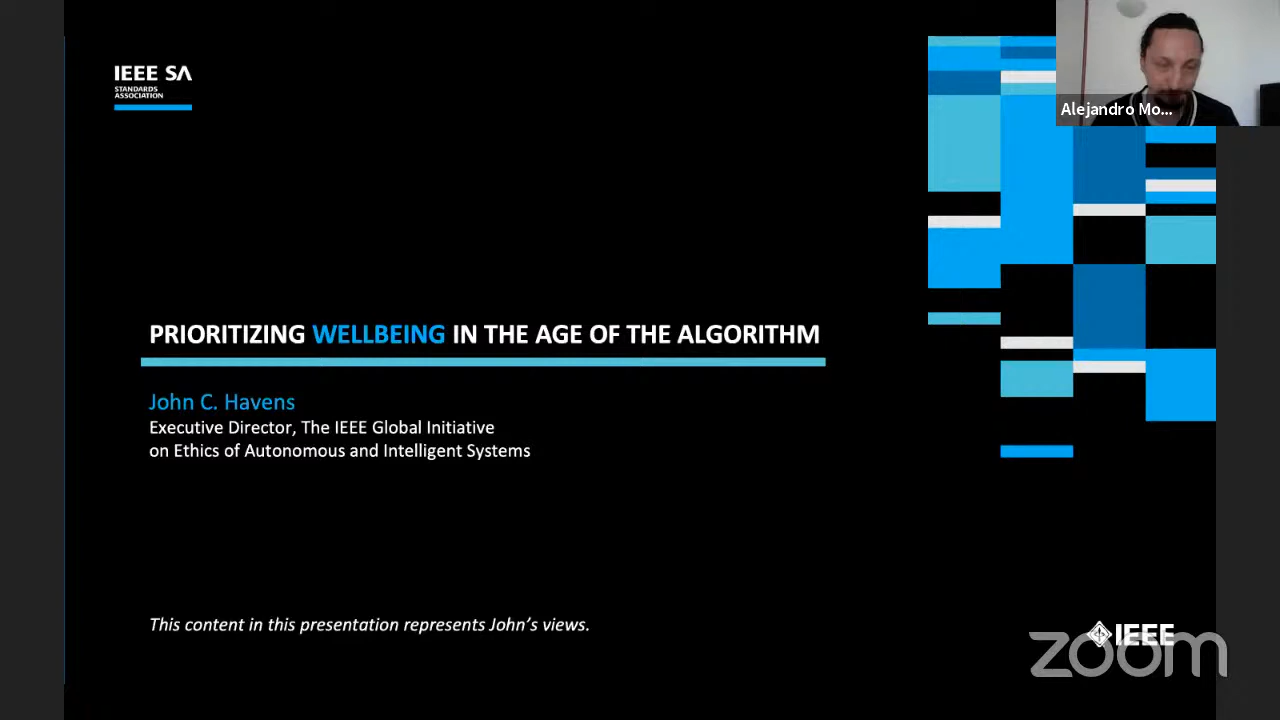 IEEE SA
STANDARDS
ASSOCIATION
Alejandro Mo...
PRIORITIZING WELLBEING IN THE AGE OF THE ALGORITHM
John C. Havens
Executive Director, The IEEE Global Initiative
on Ethics of Autonomous and Intelligent Systems
This content in this presentation represents John's views.
IEEE
zoom